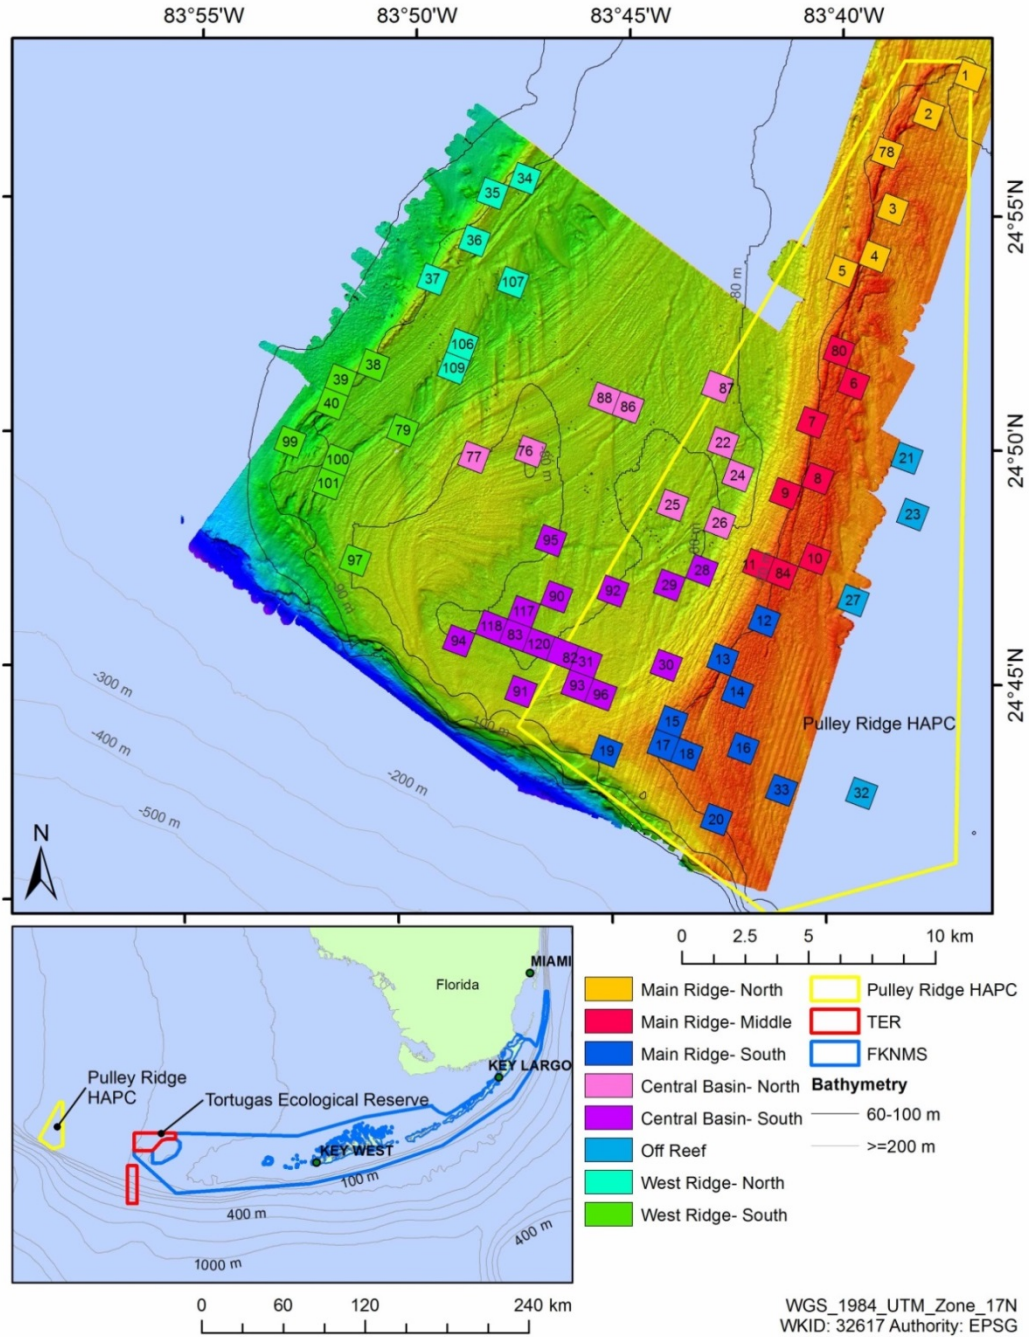 83°55'W 83°50'W 83°45'W 83°40'W
1
2
78
34
35
3
24°55'N
36
4
5
37
107
-80 m
106
80
109
38
6
39
87
88
86
40
7
79
99
22
24°50'N
76
77
100
21
24
8
101
9
25
23
26
95
10
97
28
11
84
29
92
90
27
117
12
118
83
94
120
82
31
13
30
24°45'N
93
91
96
14
-300 m
15
Pulley Ridge HAPC
100 m
17
16
19
18
-400 m
-200 m
33
32
-500 m
20
N
0 2.5 5 10 km
MIAMI
Florida
KEY LARGO
Pulley Ridge
HAPC
Tortugas Ecological Reserve
KEY WEST
100 m
400 m
400 m
1000 m
0 60 120 240 km
Main Ridge- North
Main Ridge- Middle
Main Ridge- South
Central Basin- North
Central Basin- South
Off Reef
West Ridge- North
West Ridge- South
Pulley Ridge HAPC
TER
FKNMS
Bathymetry
60-100 m
>=200 m
WGS_1984_UTM_Zone_17N
WKID: 32617 Authority: EPSG